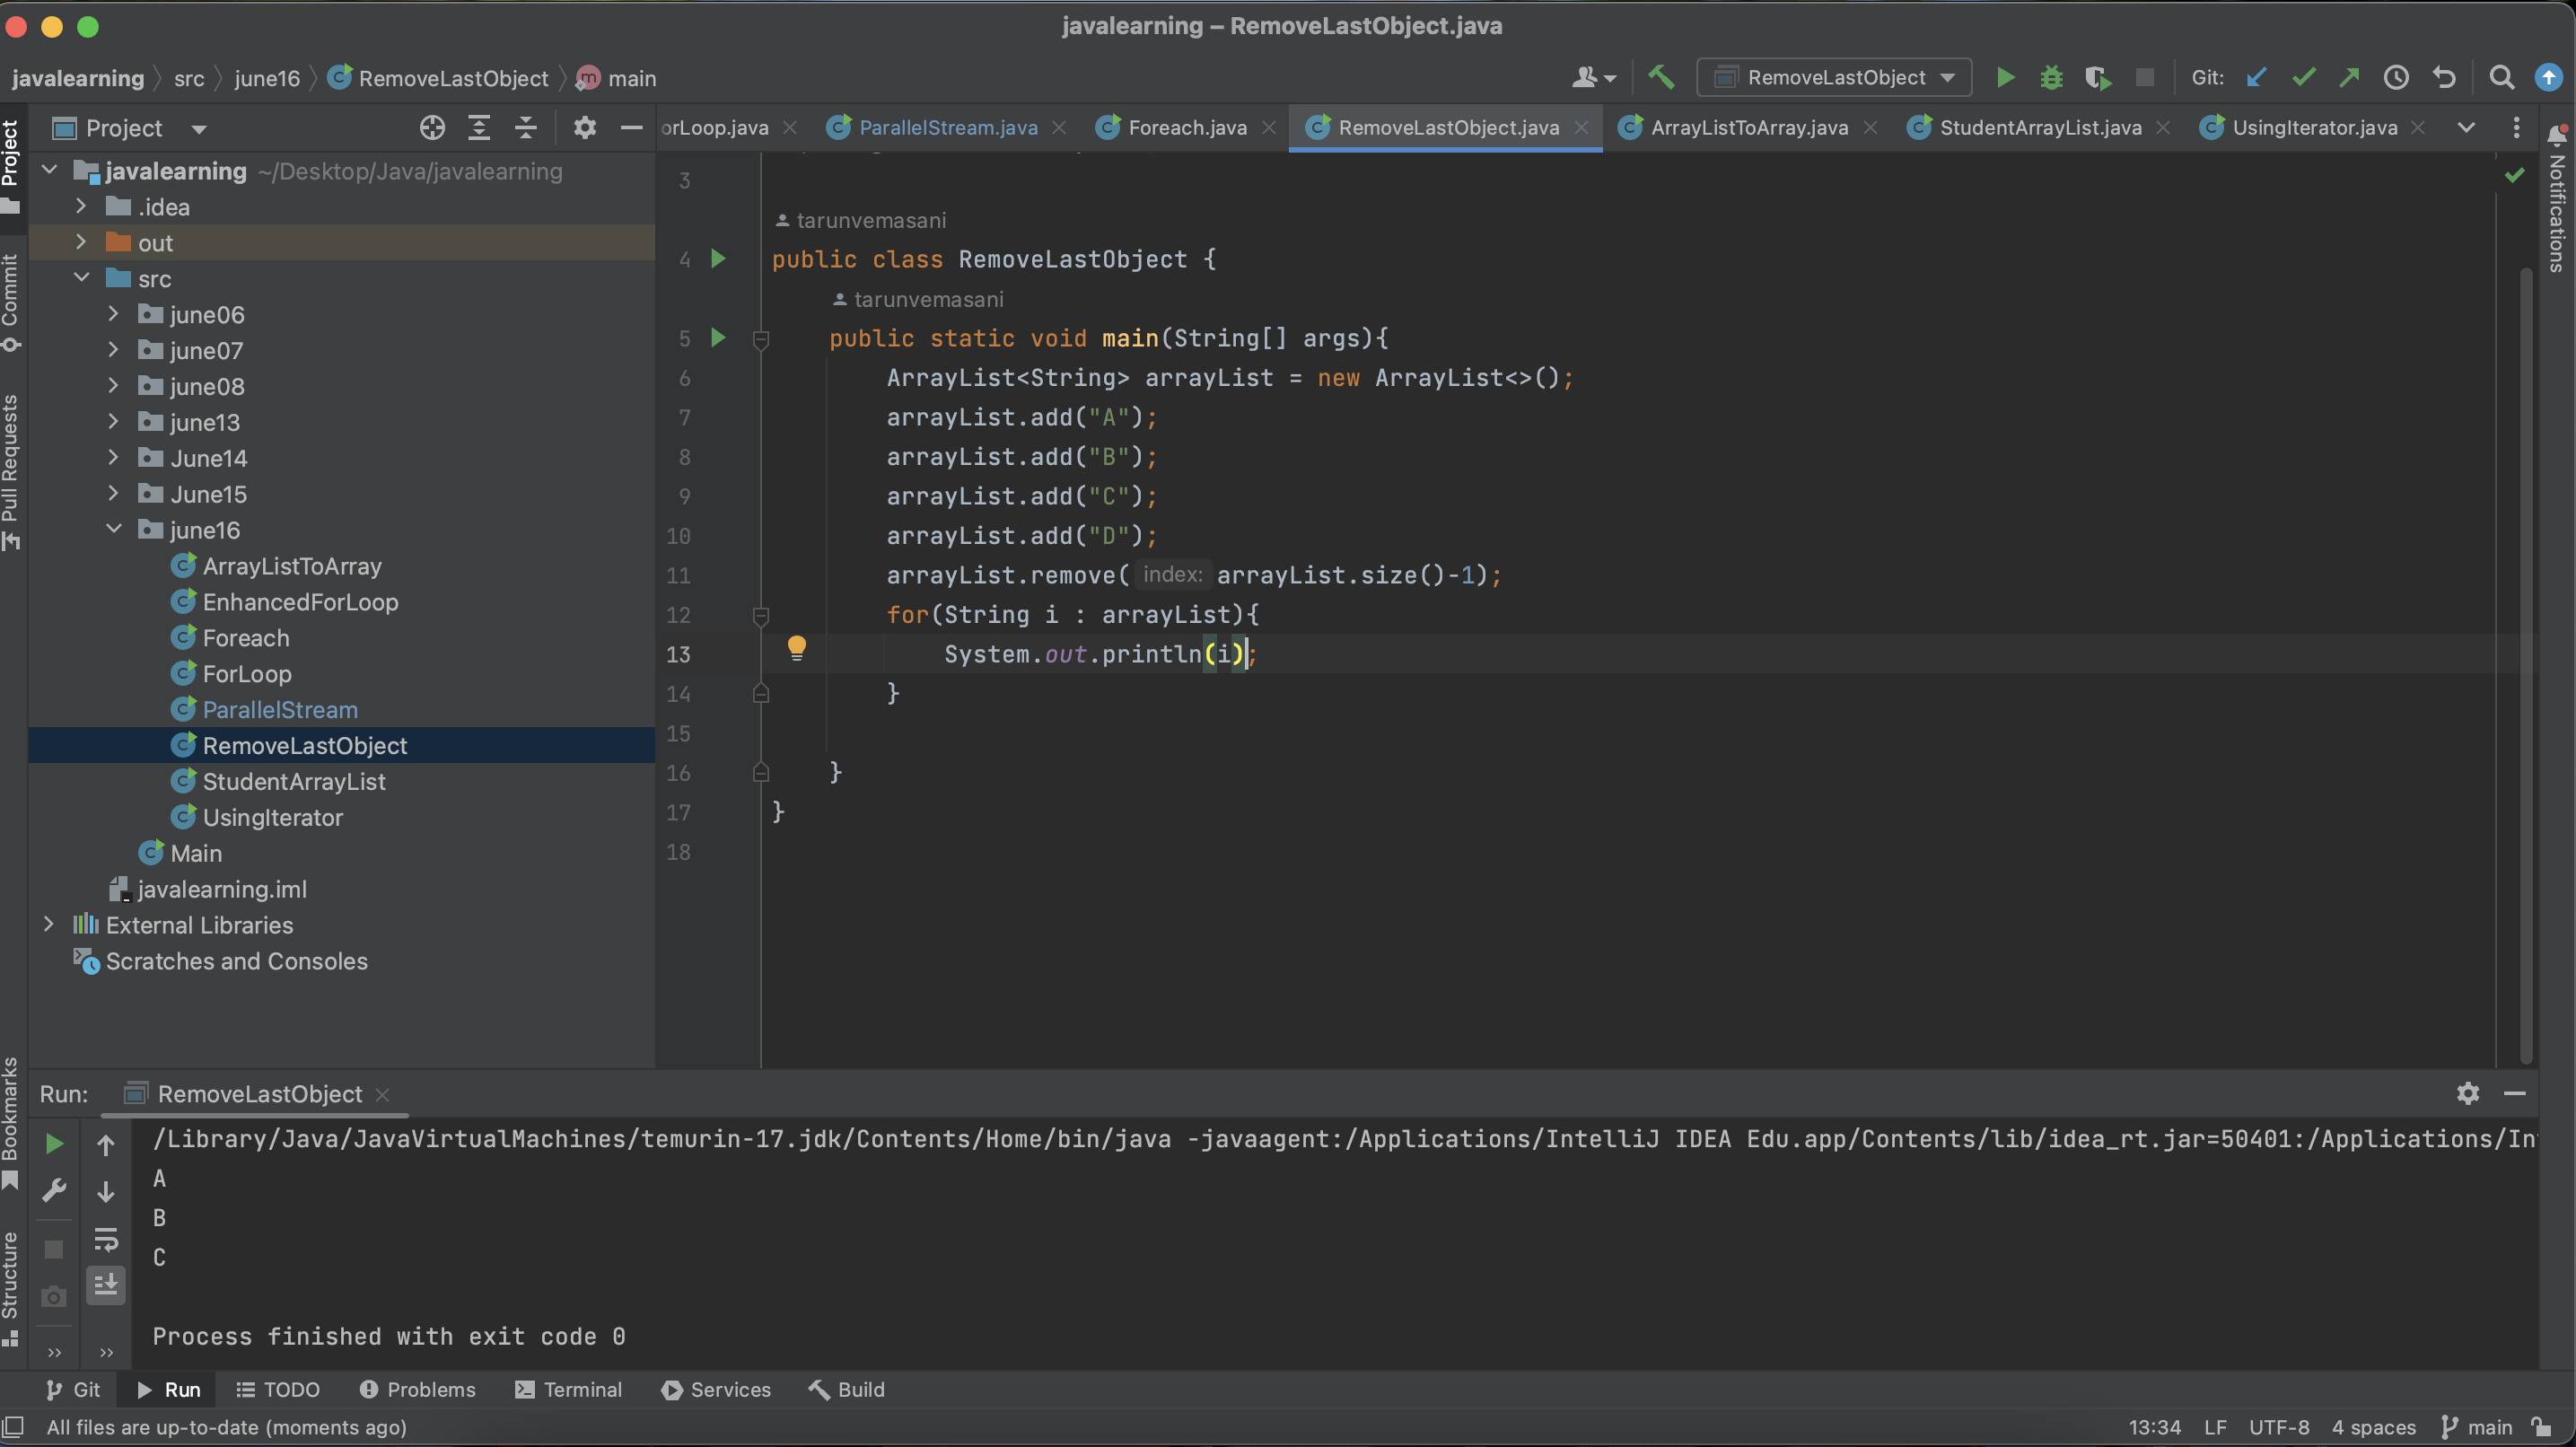 javalearning – RemoveLastObject.java
javalearning src june16 RemoveLastObject main
RemoveLastObject
Git:
Project
orLoop.java
ParallelStream.java
Foreach.java
RemoveLastObject.java
ArrayListToArray.java
StudentArrayList.java
UsingIterator.java
Project
Commit
Pull Requests
Bookmarks
Structure
Notifications
javalearning ~/Desktop/Java/javalearning
.idea
out
src
june06
june07
june08
june13
June14
June15
june16
ArrayListToArray
EnhancedForLoop
Foreach
ForLoop
ParallelStream
RemoveLastObject
StudentArrayList
UsingIterator
Main
javalearning.iml
External Libraries
Scratches and Consoles
3
tarunvemasani
4 public class RemoveLastObject {
tarunvemasani
5 public static void main(String[] args){
6 ArrayList<String> arrayList = new ArrayList<>();
7 arrayList.add("A");
8 arrayList.add("B");
9 arrayList.add("C");
10 arrayList.add("D");
11 arrayList.remove( index: arrayList.size()-1);
12 for(String i : arrayList){
13 System.out.println(i);
14 }
15
16 }
17 }
18
Run: RemoveLastObject
/Library/Java/JavaVirtualMachines/temurin-17.jdk/Contents/Home/bin/java -javaagent:/Applications/IntelliJ IDEA Edu.app/Contents/lib/idea_rt.jar=50401:/Applications/In
A
B
C
Process finished with exit code 0
Git Run TODO Problems Terminal Services Build
All files are up-to-date (moments ago)
13:34 LF UTF-8 4 spaces main